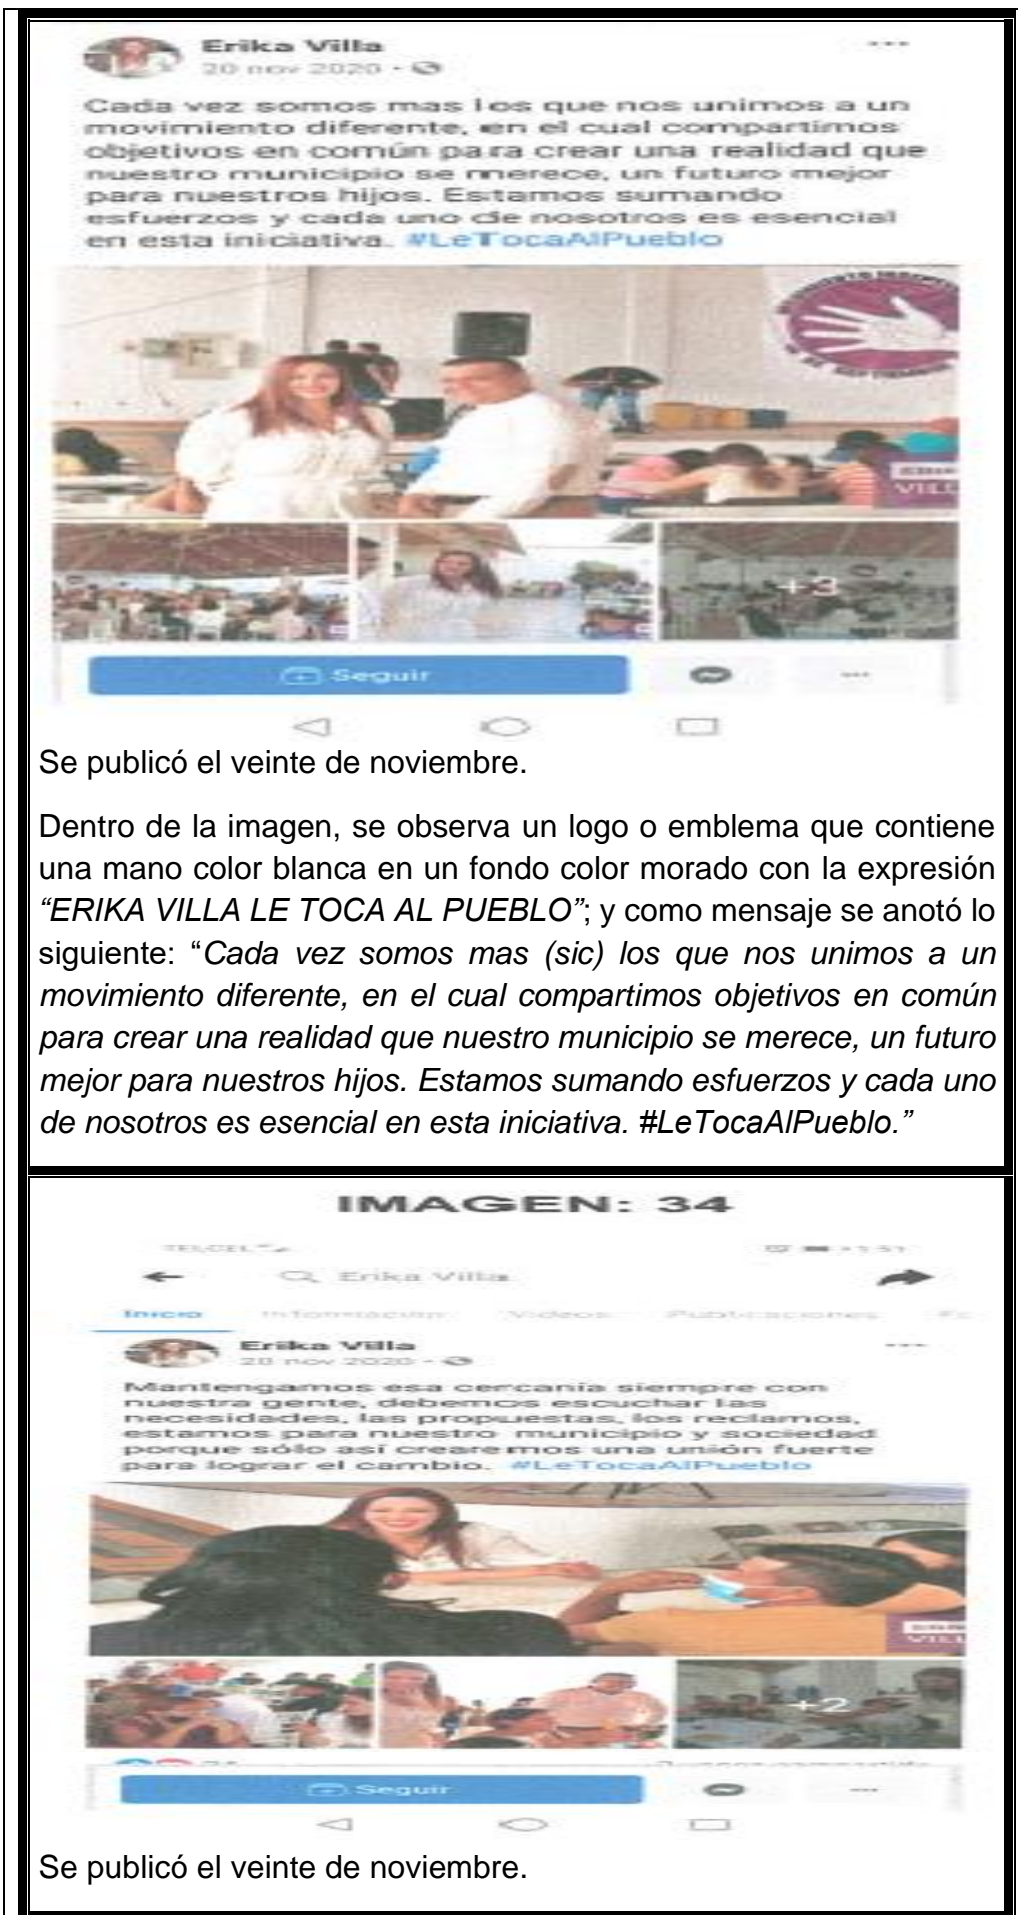 Erika Villa
20 nov 2020
Cada vez somos mas los que nos unimos a un
movimiento diferente, en el cual compartimos
objetivos en común para crear una realidad que
nuestro municipio se merece, un futuro mejor
para nuestros hijos. Estamos sumando
esfuerzos y cada uno de nosotros es esencial
en esta iniciativa. #LeTocaAlPueblo
+3
Seguir
Se publicó el veinte de noviembre.
Dentro de la imagen, se observa un logo o emblema que contiene
una mano color blanca en un fondo color morado con la expresión
“ERIKA VILLA LE TOCA AL PUEBLO”; y como mensaje se anotó lo
siguiente: “Cada vez somos mas (sic) los que nos unimos a un
movimiento diferente, en el cual compartimos objetivos en común
para crear una realidad que nuestro municipio se merece, un futuro
mejor para nuestros hijos. Estamos sumando esfuerzos y cada uno
de nosotros es esencial en esta iniciativa. #LeTocaAlPueblo.”
IMAGEN: 34
TELCEL
Erika Villa
Inicio Información Videos Publicaciones
Erika Villa
20 nov 2020
Mantengamos esa cercanía siempre con
nuestra gente, debemos escuchar las
necesidades, las propuestas, los reclamos,
estamos para nuestro municipio y sociedad
porque sólo así crearemos una unión fuerte
para lograr el cambio. #LeTocaAlPueblo
+2
Seguir
Se publicó el veinte de noviembre.